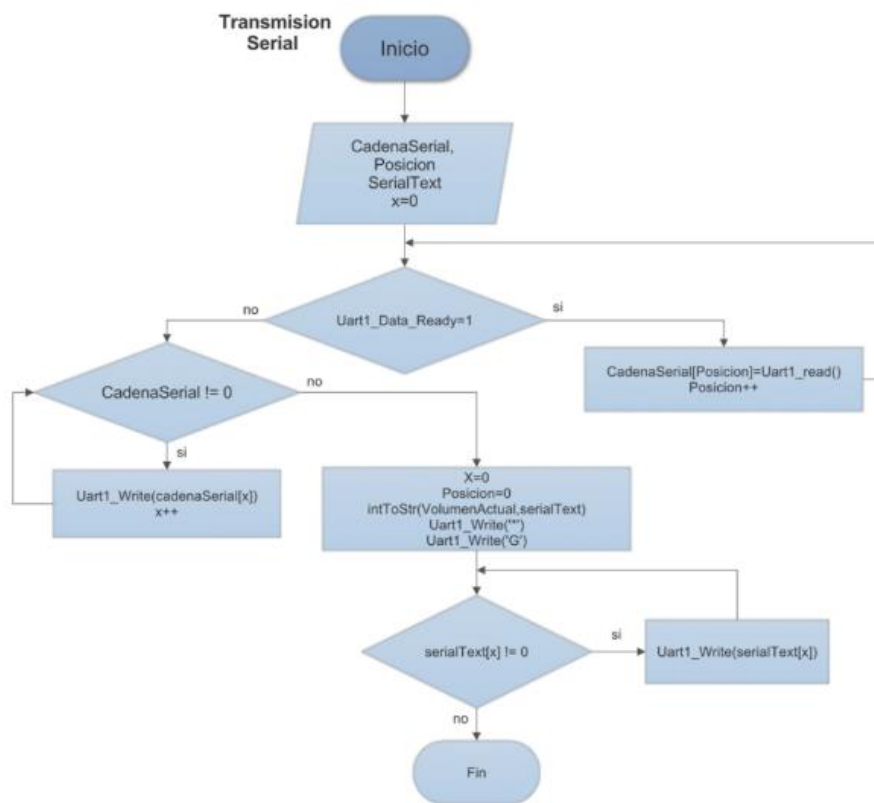 Transmision
Serial
Inicio
CadenaSerial,
Posicion
SerialText
x=0
no
si
Uart1_Data_Ready=1
CadenaSerial[Posicion]=Uart1_read()
Posicion++
CadenaSerial != 0
no
si
Uart1_Write(cadenaSerial[x])
x++
X=0
Posicion=0
intToStr(VolumenActual,serialText)
Uart1_Write('*')
Uart1_Write('G')
serialText[x] != 0
si
Uart1_Write(serialText[x])
no
Fin